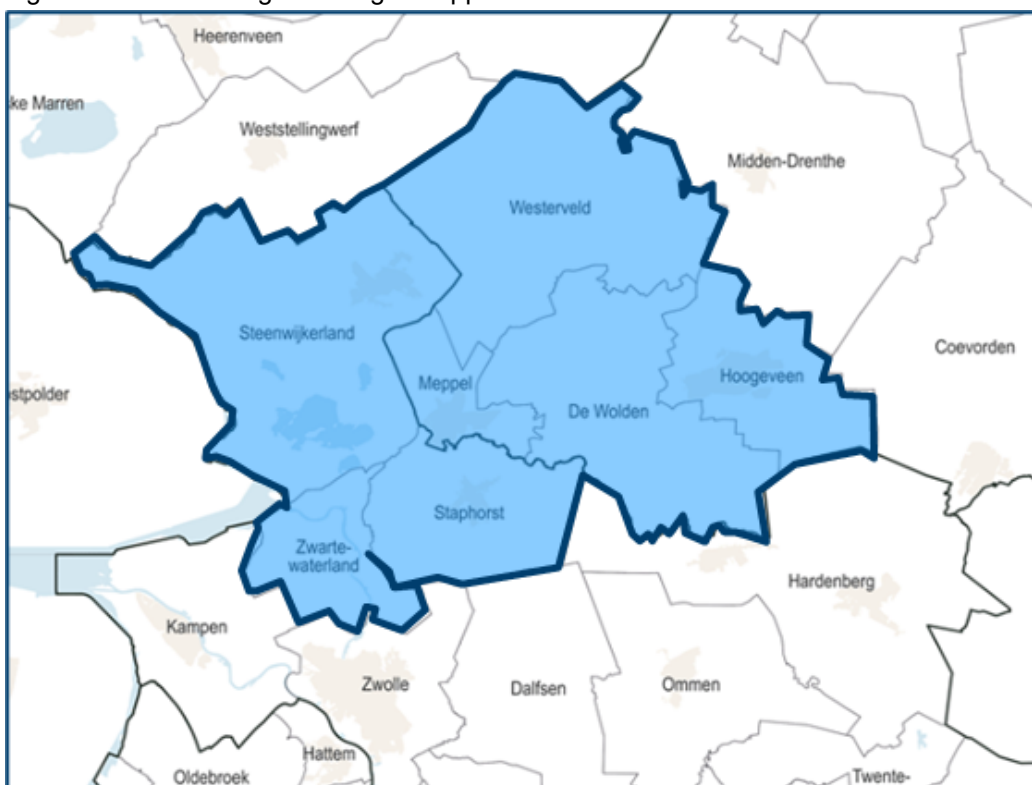 Heerenveen
ke Marren
Weststellingwerf
Midden-Drenthe
Westerveld
Steenwijkerland
Coevorden
Meppel
Hoogeveen
stpolder
De Wolden
Staphorst
Zwarte-
waterland
Hardenberg
Kampen
Zwolle
Dalfsen
Ommen
Hattem
Oldebroek
Twente-